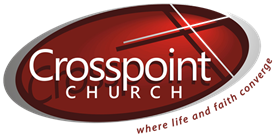 Crosspoint
CHURCH
where life and faith converge